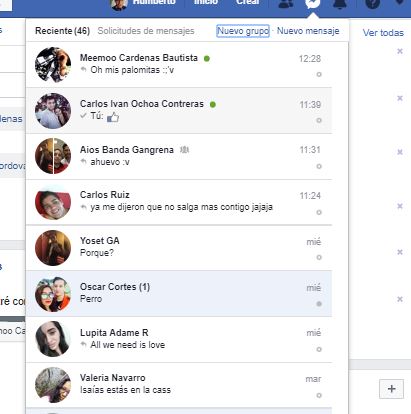 Humberto Inicio Crear
Reciente (46) Solicitudes de mensajes Nuevo grupo · Nuevo mensaje
Ver todas
Meemoo Cardenas Bautista 12:28
Oh mis palomitas :;'v
Carlos Ivan Ochoa Contreras 11:39
Tú:
Aios Banda Gangrena 11:31
ahuevo :v
Carlos Ruiz 11:24
ya me dijeron que no salga mas contigo jajaja
Yoset GA mié
Porque?
Oscar Cortes (1) mié
Perro
Lupita Adame R mié
All we need is love
Valeria Navarro mar
Isaías estás en la cass
denas
ordova
tré co
moo Ca